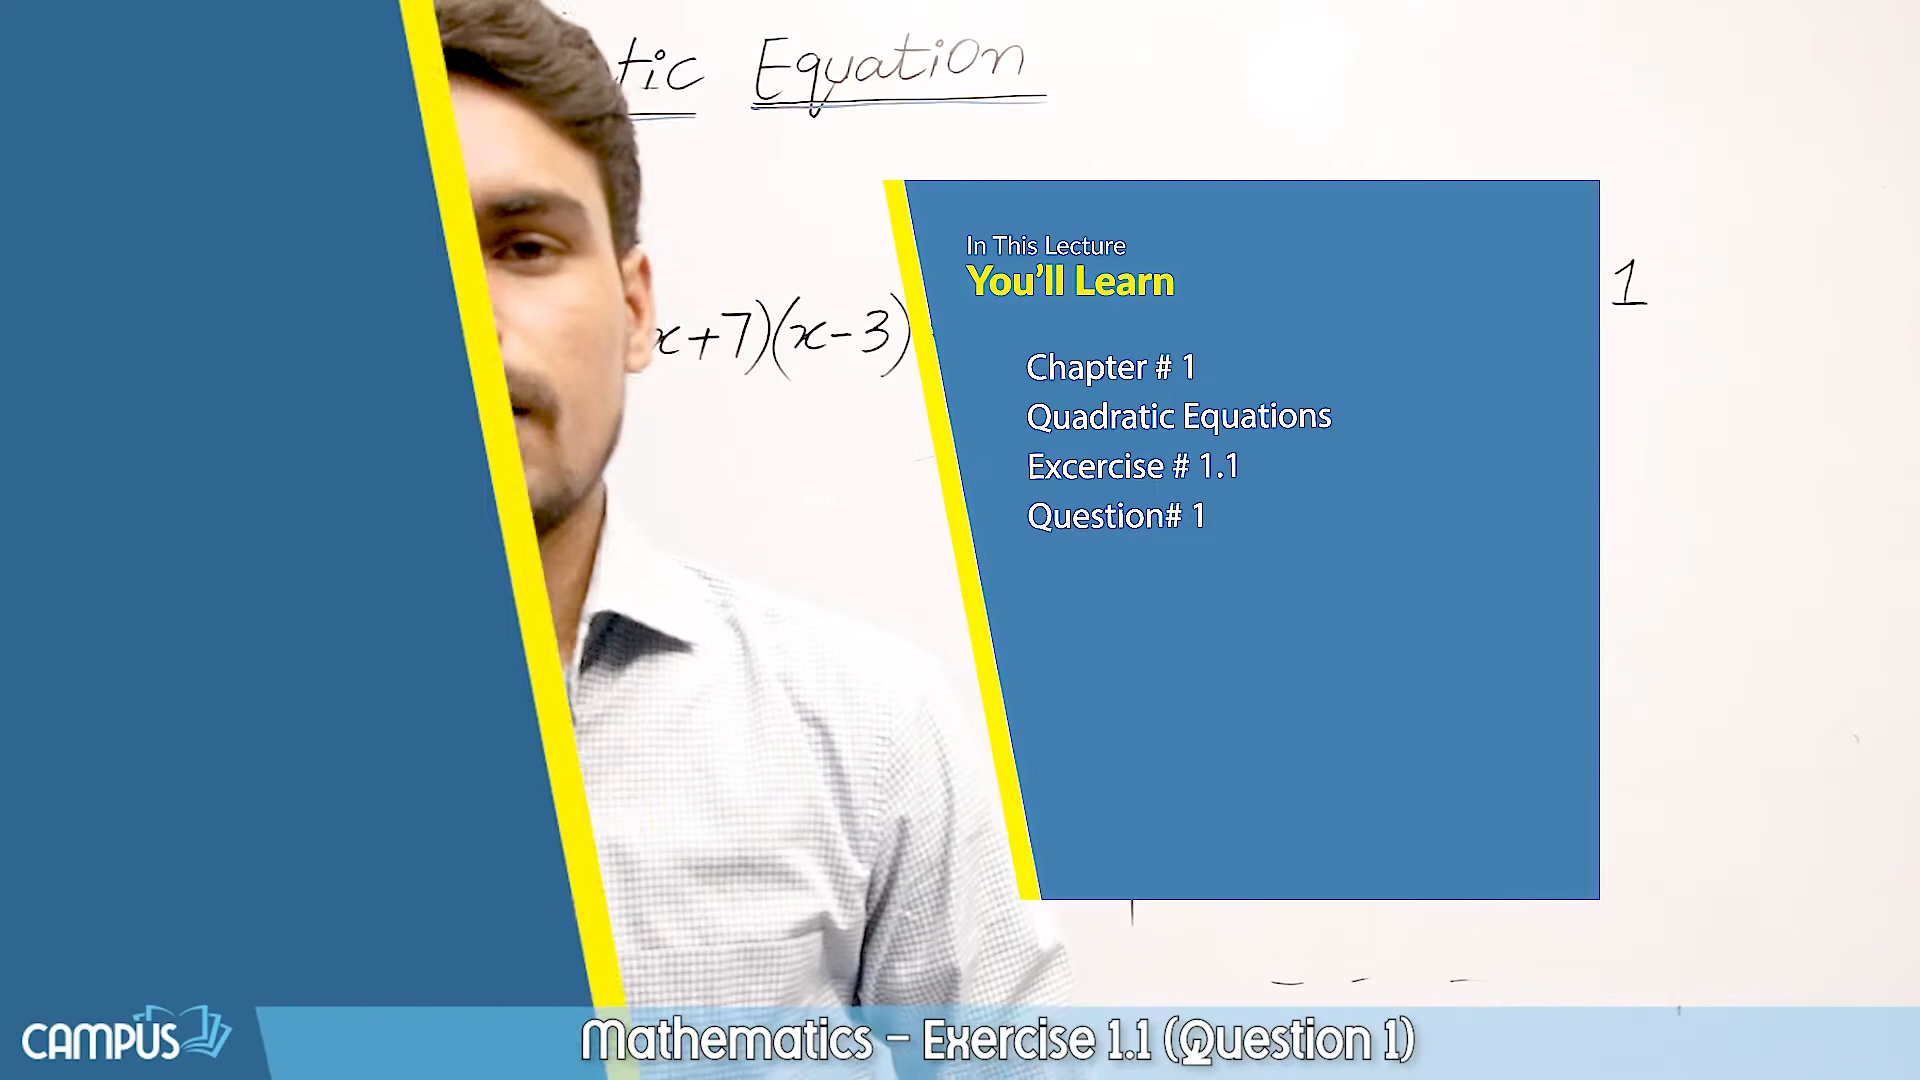 tic Equation
x+7)(x-3)
1
In This Lecture
You'll Learn
Chapter # 1
Quadratic Equations
Excercise # 1.1
Question# 1
CAMPUS
Mathematics – Exercise 1.1 (Question 1)